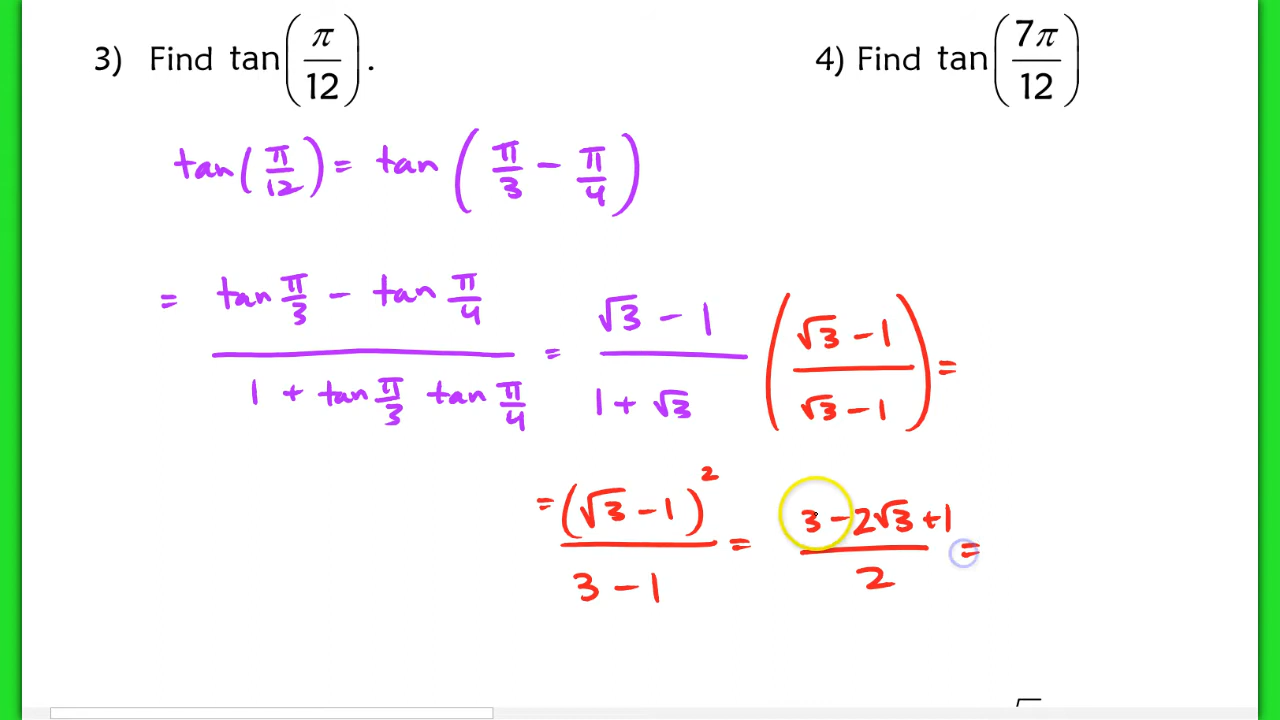 3) Find tan(π/12).
4) Find tan(7π/12)
tan(π/12) = tan(π/3 − π/4)
= (tan π/3 − tan π/4)/(1 + tan π/3 tan π/4) = (√3 − 1)/(1 + √3) ((√3 − 1)/(√3 − 1)) =
= (√3 − 1)²/(3 − 1) = (3 − 2√3 + 1)/2 =